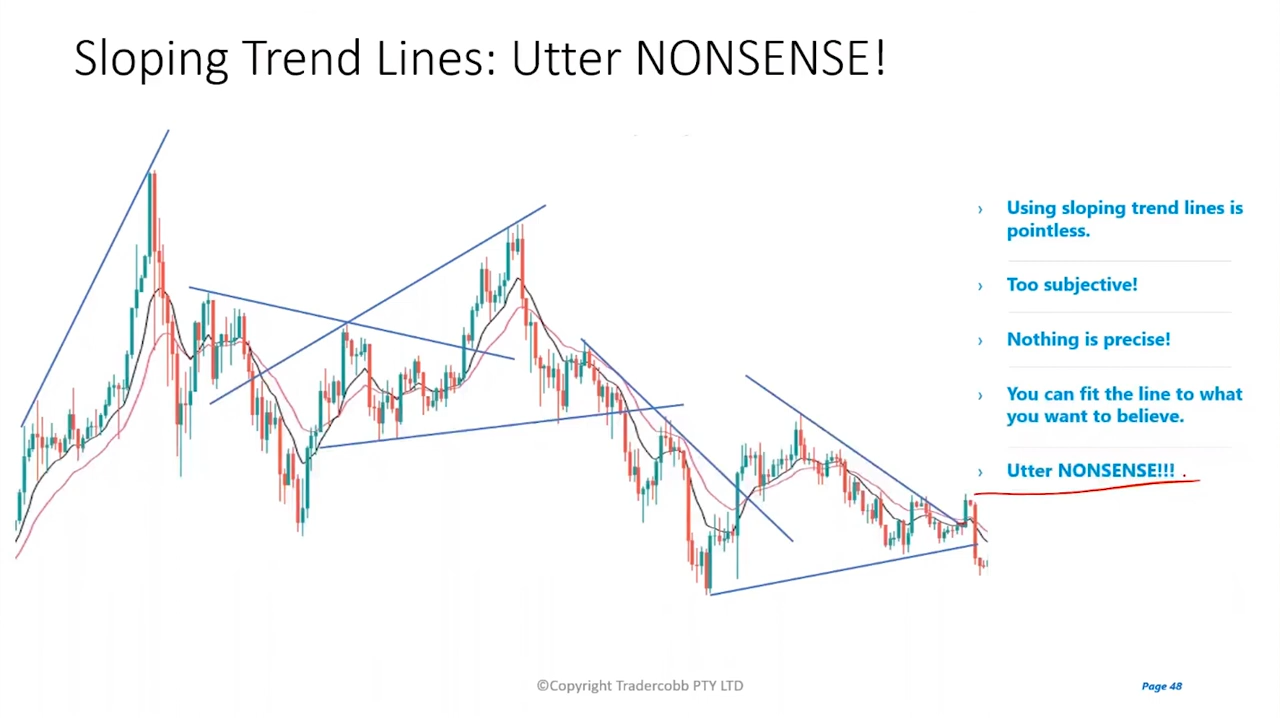 Sloping Trend Lines: Utter NONSENSE!
› Using sloping trend lines is
pointless.
› Too subjective!
› Nothing is precise!
› You can fit the line to what
you want to believe.
› Utter NONSENSE!!!
©Copyright Tradercobb PTY LTD
Page 48